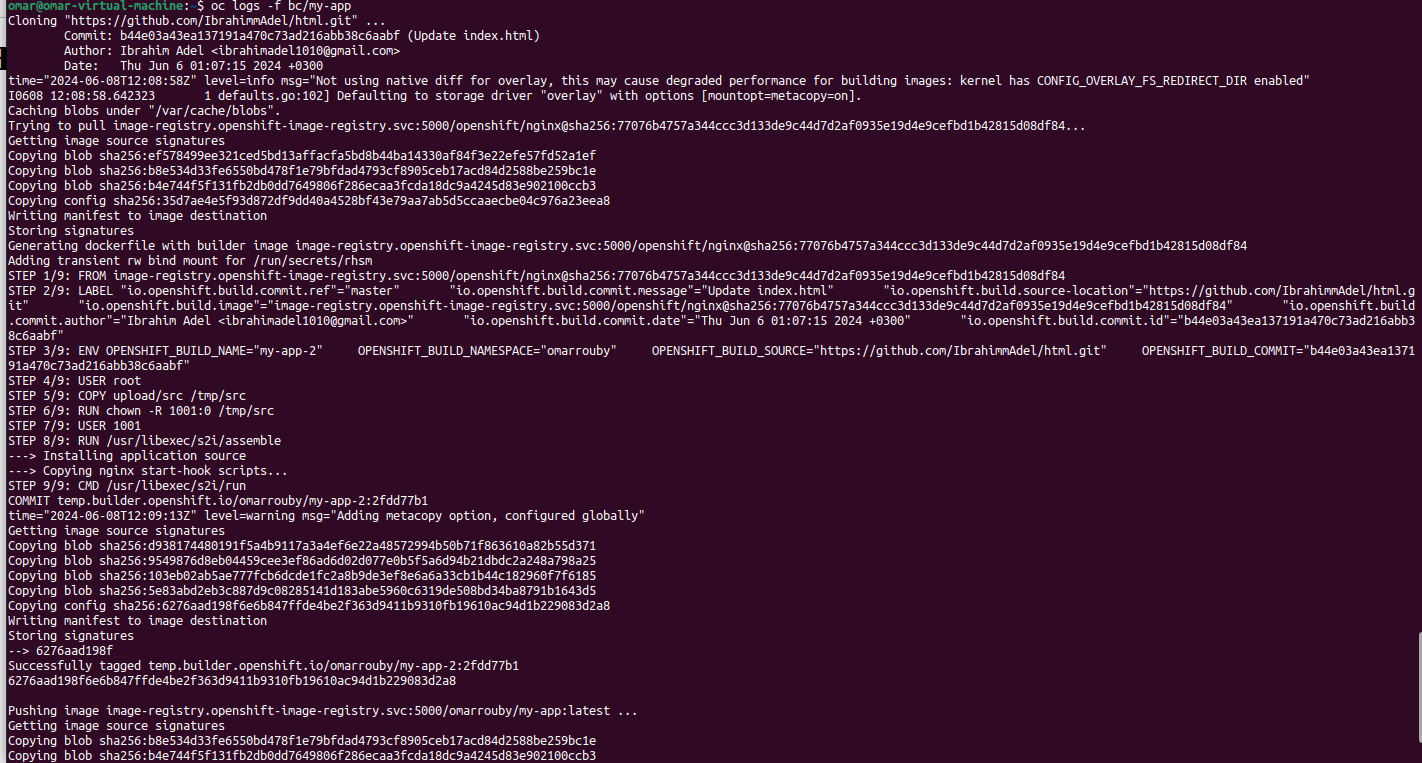 omar@omar-virtual-machine:~$ oc logs -f bc/my-app
Cloning "https://github.com/IbrahimmAdel/html.git" ...
        Commit: b44e03a43ea137191a470c73ad216abb38c6aabf (Update index.html)
        Author: Ibrahim Adel <ibrahimadel1010@gmail.com>
        Date:   Thu Jun 6 01:07:15 2024 +0300
time="2024-06-08T12:08:58Z" level=info msg="Not using native diff for overlay, this may cause degraded performance for building images: kernel has CONFIG_OVERLAY_FS_REDIRECT_DIR enabled"
I0608 12:08:58.642323       1 defaults.go:102] Defaulting to storage driver "overlay" with options [mountopt=metacopy=on].
Caching blobs under "/var/cache/blobs".
Trying to pull image-registry.openshift-image-registry.svc:5000/openshift/nginx@sha256:77076b4757a344ccc3d133de9c44d7d2af0935e19d4e9cefbd1b42815d08df84...
Getting image source signatures
Copying blob sha256:ef578499ee321ced5bd13affacfa5bd8b44ba14330af84f3e22efe57fd52a1ef
Copying blob sha256:b8e534d33fe6550bd478f1e79bfdad4793cf8905ceb17acd84d2588be259bc1e
Copying blob sha256:b4e744f5f131fb2db0dd7649806f286ecaa3fcda18dc9a4245d83e902100ccb3
Copying config sha256:35d7ae4e5f93d872df9dd40a4528bf43e79aa7ab5d5ccaaecbe04c976a23eea8
Writing manifest to image destination
Storing signatures
Generating dockerfile with builder image image-registry.openshift-image-registry.svc:5000/openshift/nginx@sha256:77076b4757a344ccc3d133de9c44d7d2af0935e19d4e9cefbd1b42815d08df84
Adding transient rw bind mount for /run/secrets/rhsm
STEP 1/9: FROM image-registry.openshift-image-registry.svc:5000/openshift/nginx@sha256:77076b4757a344ccc3d133de9c44d7d2af0935e19d4e9cefbd1b42815d08df84
STEP 2/9: LABEL "io.openshift.build.commit.ref"="master"       "io.openshift.build.commit.message"="Update index.html"       "io.openshift.build.source-location"="https://github.com/IbrahimmAdel/html.g
it"       "io.openshift.build.image"="image-registry.openshift-image-registry.svc:5000/openshift/nginx@sha256:77076b4757a344ccc3d133de9c44d7d2af0935e19d4e9cefbd1b42815d08df84"       "io.openshift.build
.commit.author"="Ibrahim Adel <ibrahimadel1010@gmail.com>"       "io.openshift.build.commit.date"="Thu Jun 6 01:07:15 2024 +0300"       "io.openshift.build.commit.id"="b44e03a43ea137191a470c73ad216abb3
8c6aabf"
STEP 3/9: ENV OPENSHIFT_BUILD_NAME="my-app-2"     OPENSHIFT_BUILD_NAMESPACE="omarrouby"     OPENSHIFT_BUILD_SOURCE="https://github.com/IbrahimmAdel/html.git"     OPENSHIFT_BUILD_COMMIT="b44e03a43ea1371
91a470c73ad216abb38c6aabf"
STEP 4/9: USER root
STEP 5/9: COPY upload/src /tmp/src
STEP 6/9: RUN chown -R 1001:0 /tmp/src
STEP 7/9: USER 1001
STEP 8/9: RUN /usr/libexec/s2i/assemble
---> Installing application source
---> Copying nginx start-hook scripts...
STEP 9/9: CMD /usr/libexec/s2i/run
COMMIT temp.builder.openshift.io/omarrouby/my-app-2:2fdd77b1
time="2024-06-08T12:09:13Z" level=warning msg="Adding metacopy option, configured globally"
Getting image source signatures
Copying blob sha256:d938174480191f5a4b9117a3a4ef6e22a48572994b50b71f863610a82b55d371
Copying blob sha256:9549876d8eb04459cee3ef86ad6d02d077e0b5f5a6d94b21dbdc2a248a798a25
Copying blob sha256:103eb02ab5ae777fcb6dcde1fc2a8b9de3ef8e6a6a33cb1b44c182960f7f6185
Copying blob sha256:5e83abd2eb3c887d9c08285141d183abe5960c6319de508bd34ba8791b1643d5
Copying config sha256:6276aad198f6e6b847ffde4be2f363d9411b9310fb19610ac94d1b229083d2a8
Writing manifest to image destination
Storing signatures
--> 6276aad198f
Successfully tagged temp.builder.openshift.io/omarrouby/my-app-2:2fdd77b1
6276aad198f6e6b847ffde4be2f363d9411b9310fb19610ac94d1b229083d2a8

Pushing image image-registry.openshift-image-registry.svc:5000/omarrouby/my-app:latest ...
Getting image source signatures
Copying blob sha256:b8e534d33fe6550bd478f1e79bfdad4793cf8905ceb17acd84d2588be259bc1e
Copying blob sha256:b4e744f5f131fb2db0dd7649806f286ecaa3fcda18dc9a4245d83e902100ccb3